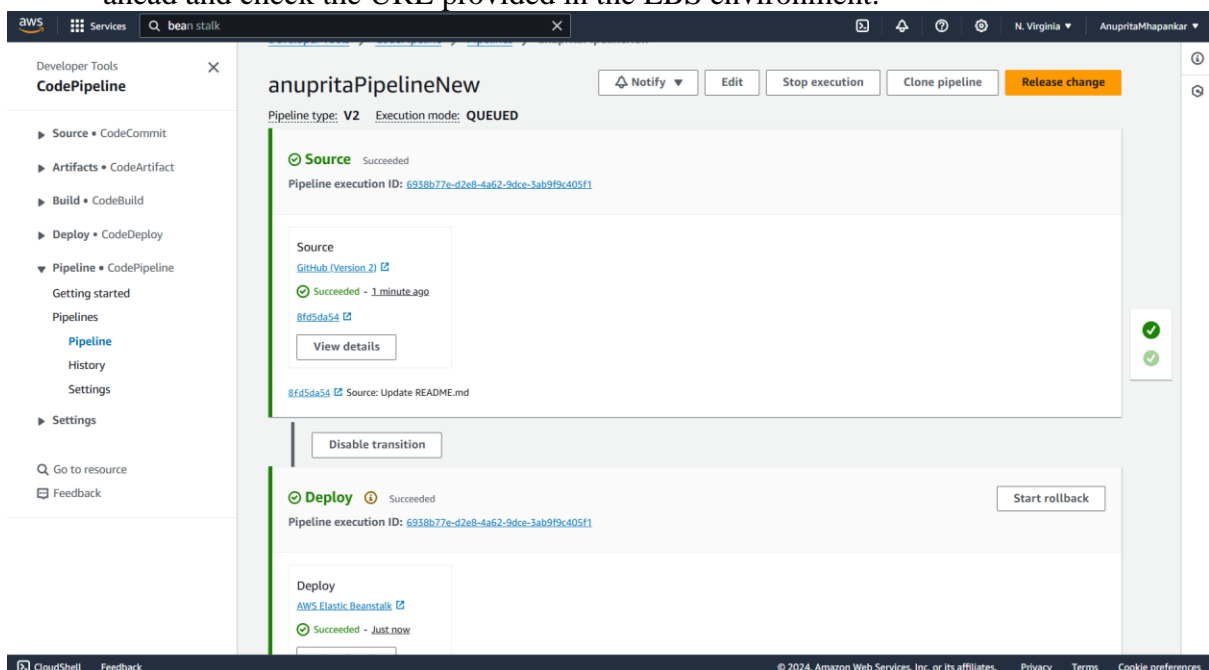 ahead and check the URL provided in the EBS environment.
aws Services bean stalk N. Virginia AnupritaMhapankar
Developer Tools
CodePipeline
Source • CodeCommit
Artifacts • CodeArtifact
Build • CodeBuild
Deploy • CodeDeploy
Pipeline • CodePipeline
Getting started
Pipelines
Pipeline
History
Settings
Settings
Go to resource
Feedback
anupritaPipelineNew
Notify Edit Stop execution Clone pipeline Release change
Pipeline type: V2 Execution mode: QUEUED
Source Succeeded
Pipeline execution ID: 6938b77e-d2e8-4a62-9dce-3ab9f9c405f1
Source
GitHub (Version 2)
Succeeded - 1 minute ago
8fd5da54
View details
8fd5da54 Source: Update README.md
Disable transition
Deploy Succeeded
Start rollback
Pipeline execution ID: 6938b77e-d2e8-4a62-9dce-3ab9f9c405f1
Deploy
AWS Elastic Beanstalk
Succeeded - Just now
CloudShell Feedback © 2024, Amazon Web Services, Inc. or its affiliates. Privacy Terms Cookie preferences